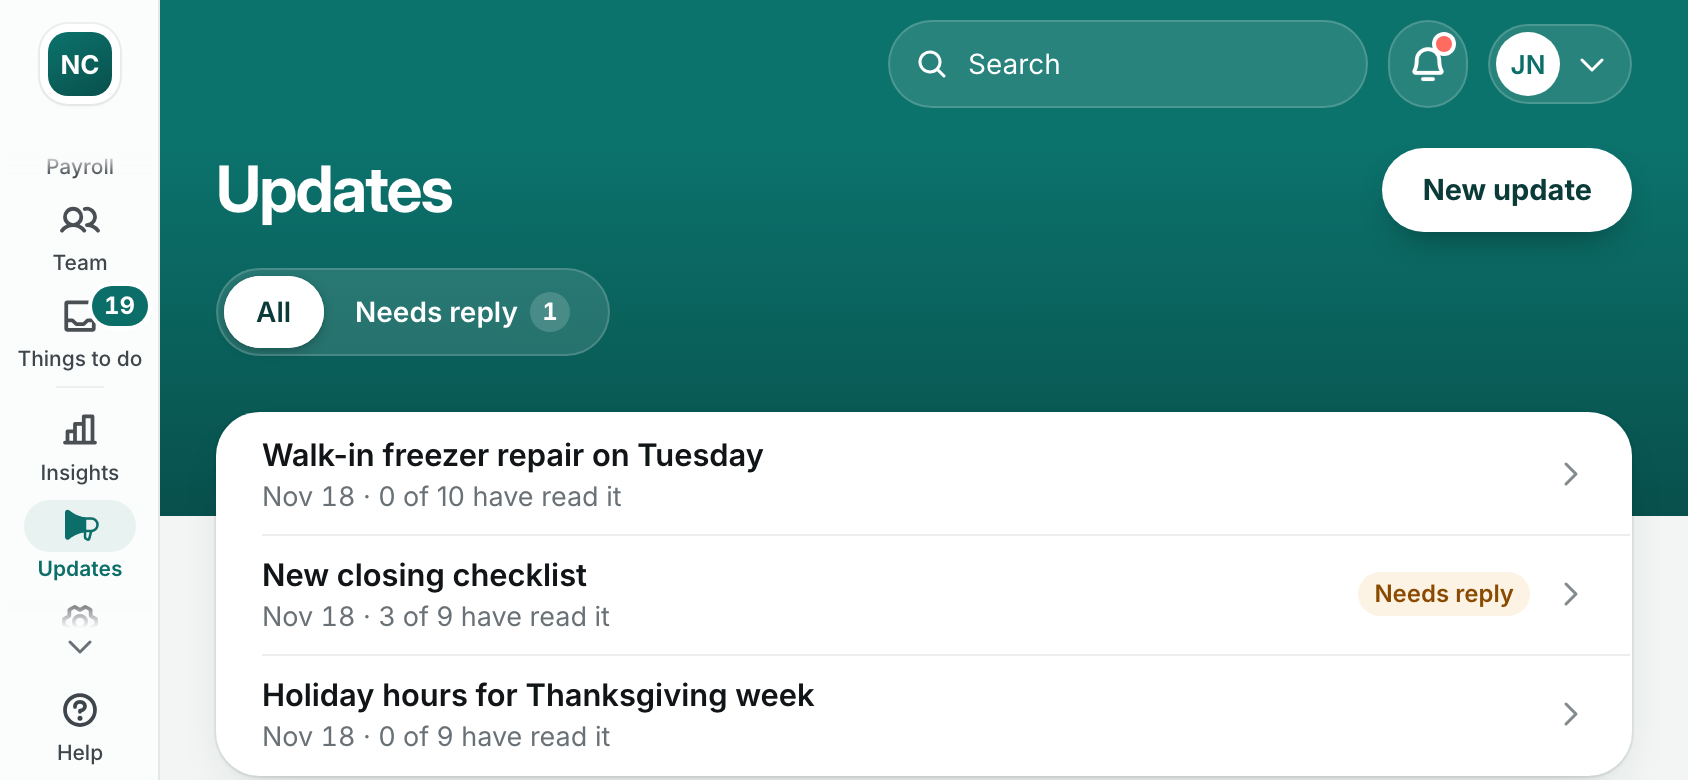 NC
Search
JN
Payroll
Team
19
Things to do
Insights
Updates
Help
Updates
New update
All
Needs reply 1
Walk-in freezer repair on Tuesday
Nov 18 · 0 of 10 have read it
New closing checklist
Nov 18 · 3 of 9 have read it
Needs reply
Holiday hours for Thanksgiving week
Nov 18 · 0 of 9 have read it